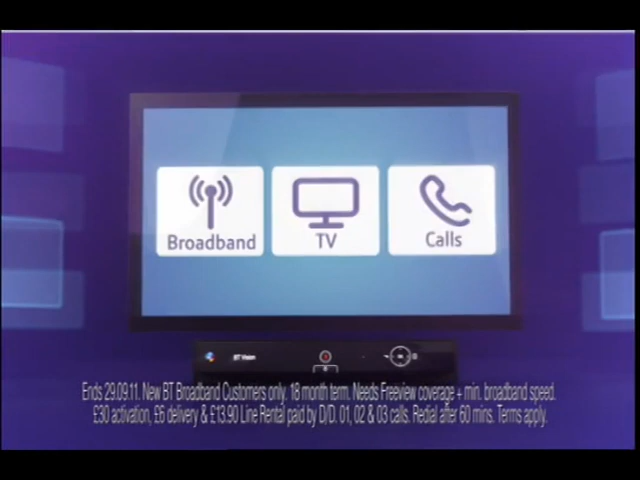 Broadband TV Calls
BT Vision
Ends 29.09.11. New BT Broadband Customers only. 18 month term. Needs Freeview coverage + min. broadband speed.
£30 activation, £6 delivery & £13.90 Line Rental paid by D/D. 01, 02 & 03 calls. Redial after 60 mins. Terms apply.